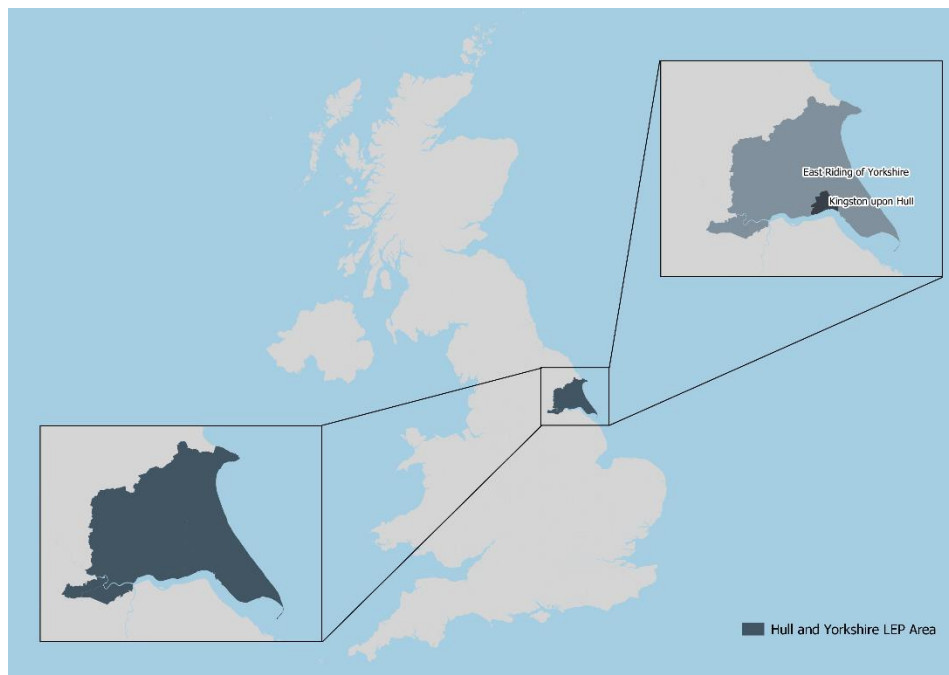 East Riding of Yorkshire
Kingston upon Hull
Hull and Yorkshire LEP Area